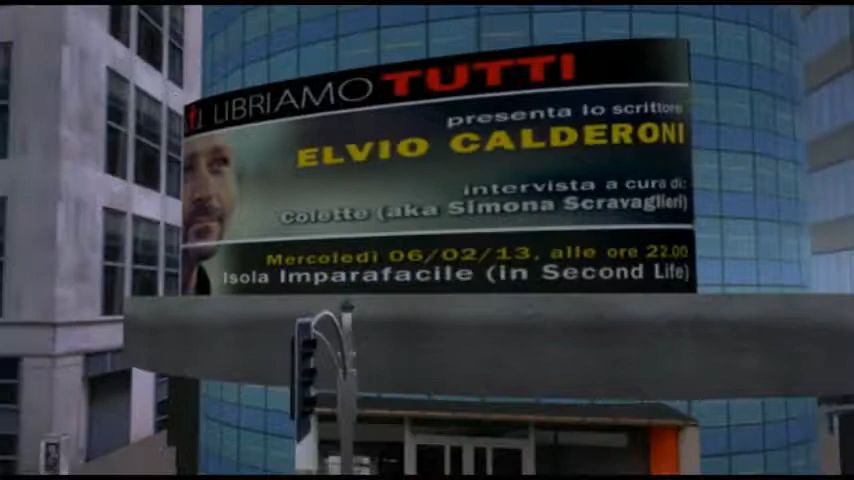 LIBRIAMO TUTTI
presenta lo scrittore
ELVIO CALDERONI
intervista a cura di:
Colette (aka Simona Scravaglieri)
Mercoledì 06/02/13, alle ore 22.00
Isola Imparafacile (in Second Life)